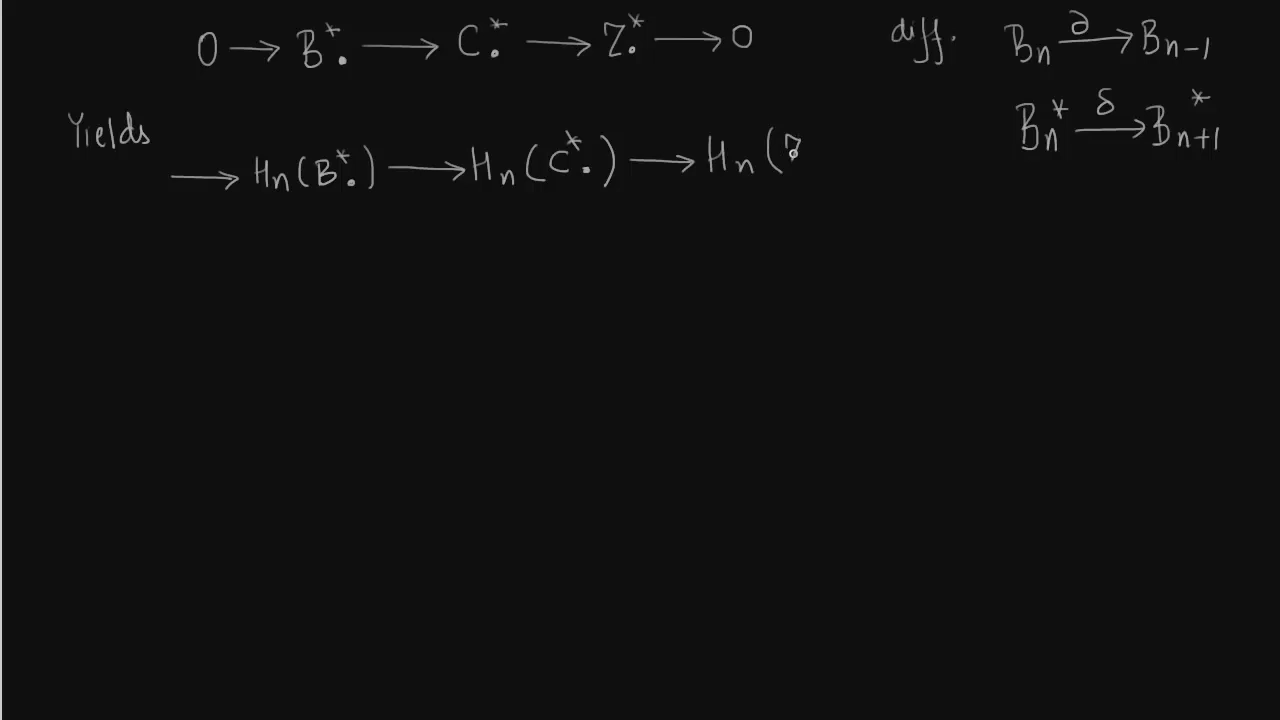 0 → B•* → C•* → Z•* → 0 diff. Bn —∂→ Bn-1
Bn* —δ→ Bn+1*
Yields
→ Hn(B•*) → Hn(C•*) → Hn(